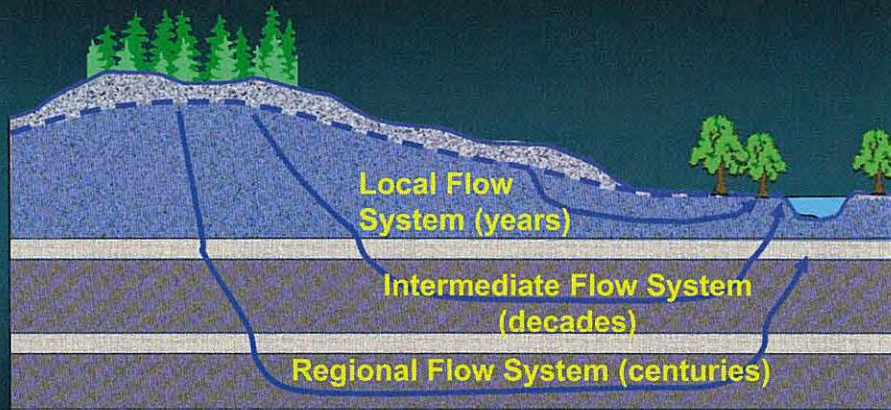 Local Flow
System (years)
Intermediate Flow System
(decades)
Regional Flow System (centuries)